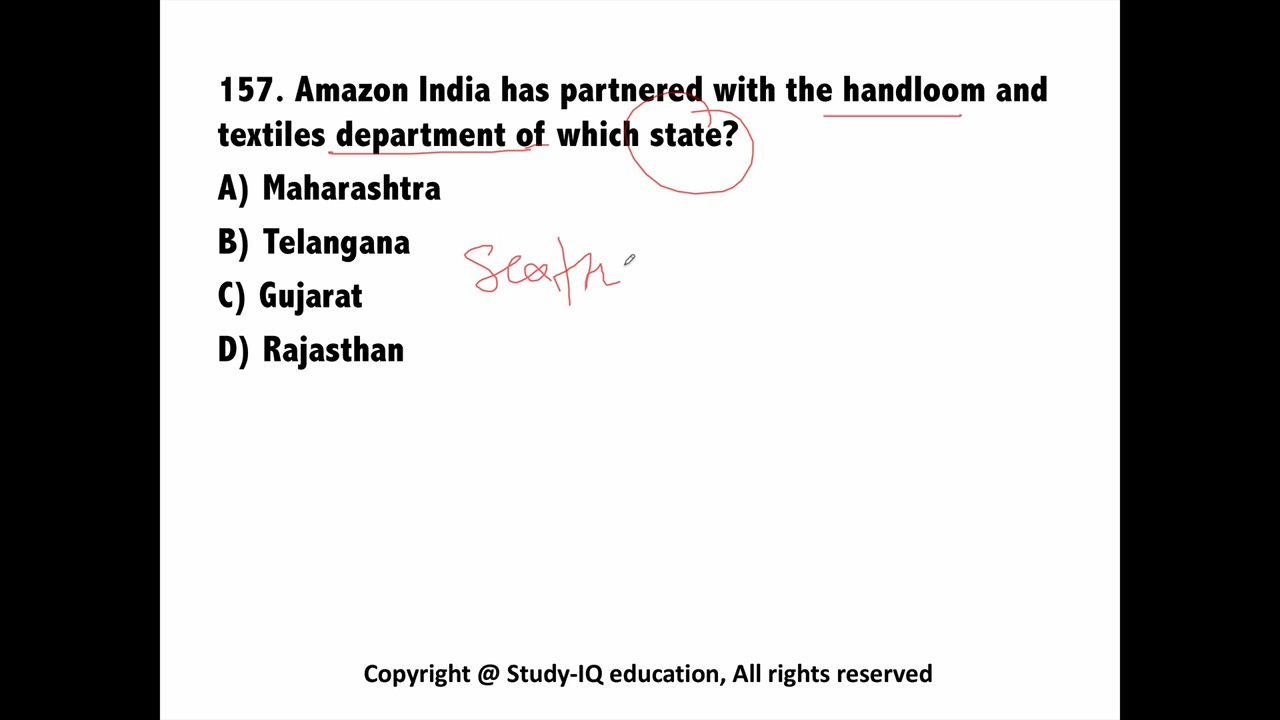 157. Amazon India has partnered with the handloom and
textiles department of which state?
A) Maharashtra
B) Telangana
C) Gujarat
D) Rajasthan
Copyright @ Study-IQ education, All rights reserved